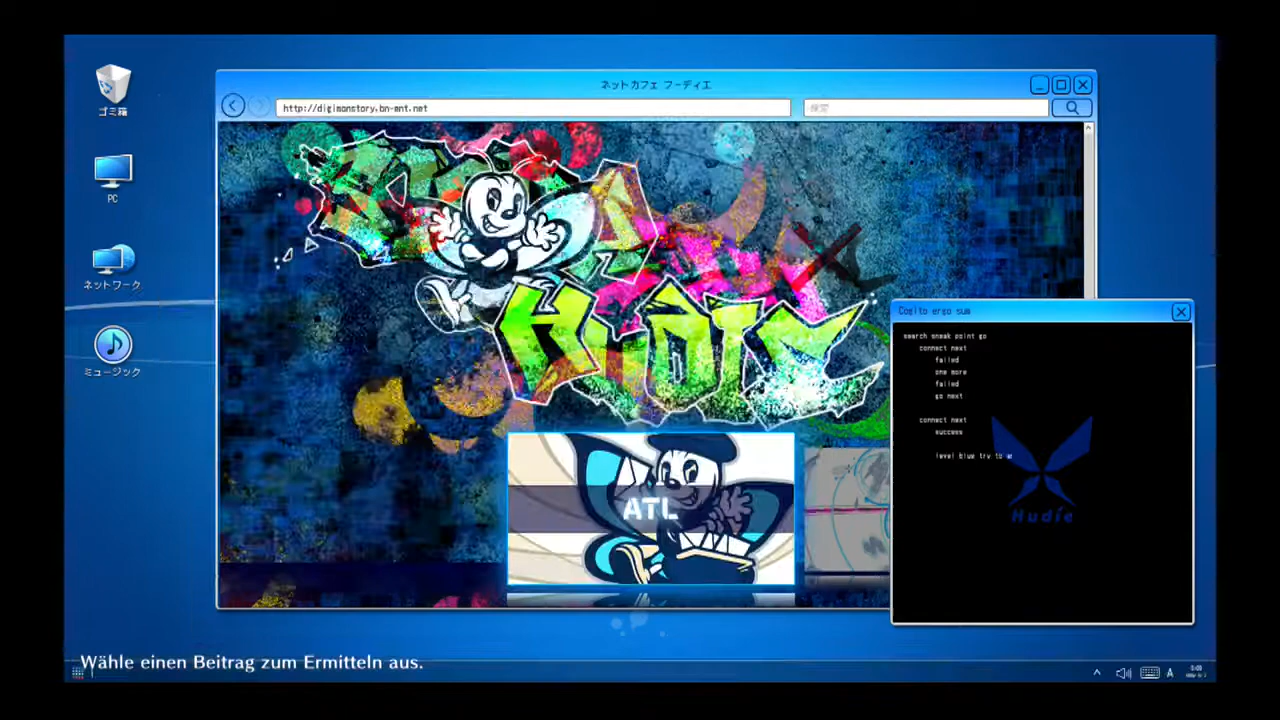 ゴミ箱
PC
ネットワーク
ミュージック
ネットカフェ フーディエ
http://digimonstory.bn-ent.net
検索
HUDIE
ATL
Cogito ergo sum
search sneak point go
connect next
failed
one more
failed
go next
connect next
success
level blue try to
Hudie
Wähle einen Beitrag zum Ermitteln aus.
A